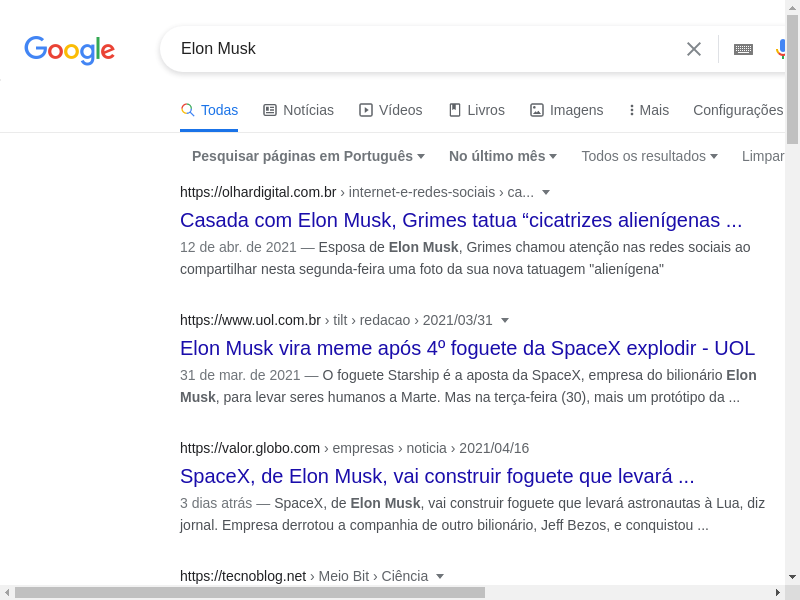 Google
Elon Musk
Todas Notícias Vídeos Livros Imagens Mais Configurações
Pesquisar páginas em Português No último mês Todos os resultados Limpar
https://olhardigital.com.br › internet-e-redes-sociais › ca...
Casada com Elon Musk, Grimes tatua “cicatrizes alienígenas ...
12 de abr. de 2021 — Esposa de Elon Musk, Grimes chamou atenção nas redes sociais ao
compartilhar nesta segunda-feira uma foto da sua nova tatuagem "alienígena"
https://www.uol.com.br › tilt › redacao › 2021/03/31
Elon Musk vira meme após 4º foguete da SpaceX explodir - UOL
31 de mar. de 2021 — O foguete Starship é a aposta da SpaceX, empresa do bilionário Elon
Musk, para levar seres humanos a Marte. Mas na terça-feira (30), mais um protótipo da ...
https://valor.globo.com › empresas › noticia › 2021/04/16
SpaceX, de Elon Musk, vai construir foguete que levará ...
3 dias atrás — SpaceX, de Elon Musk, vai construir foguete que levará astronautas à Lua, diz
jornal. Empresa derrotou a companhia de outro bilionário, Jeff Bezos, e conquistou ...
https://tecnoblog.net › Meio Bit › Ciência